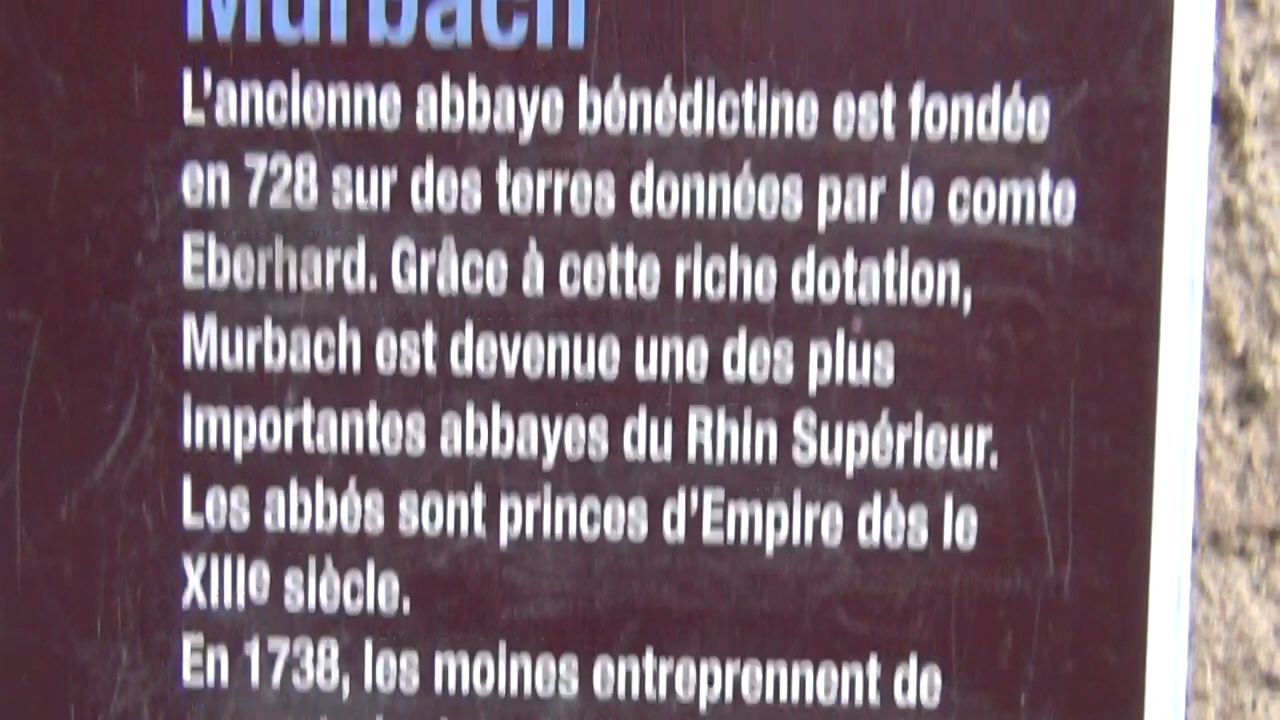 Murbach
L'ancienne abbaye bénédictine est fondée
en 728 sur des terres données par le comte
Eberhard. Grâce à cette riche dotation,
Murbach est devenue une des plus
importantes abbayes du Rhin Supérieur.
Les abbés sont princes d'Empire dès le
XIIIe siècle.
En 1738, les moines entreprennent de